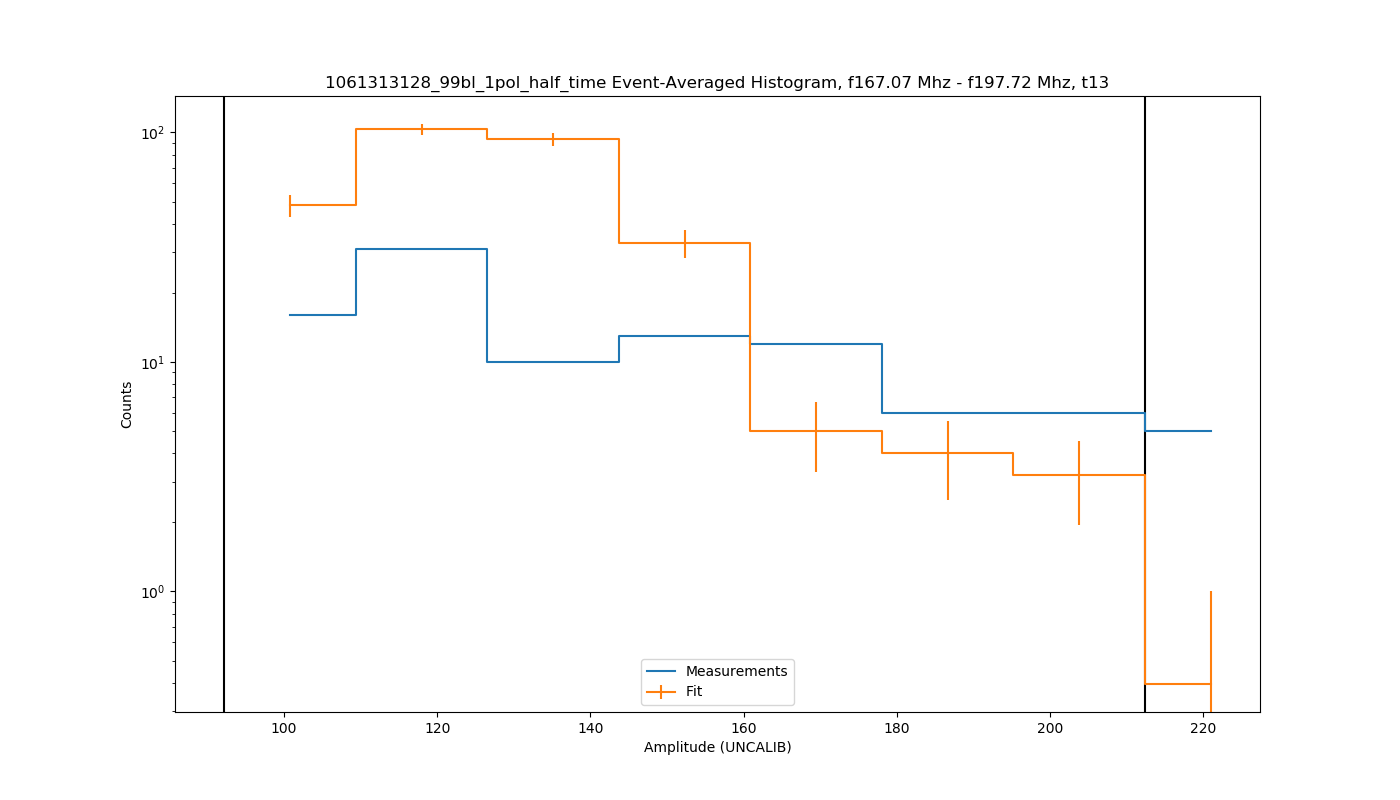 1061313128_99bl_1pol_half_time Event-Averaged Histogram, f167.07 Mhz - f197.72 Mhz, t13
10²
10¹
10⁰
Counts
Measurements
Fit
100 120 140 160 180 200 220
Amplitude (UNCALIB)